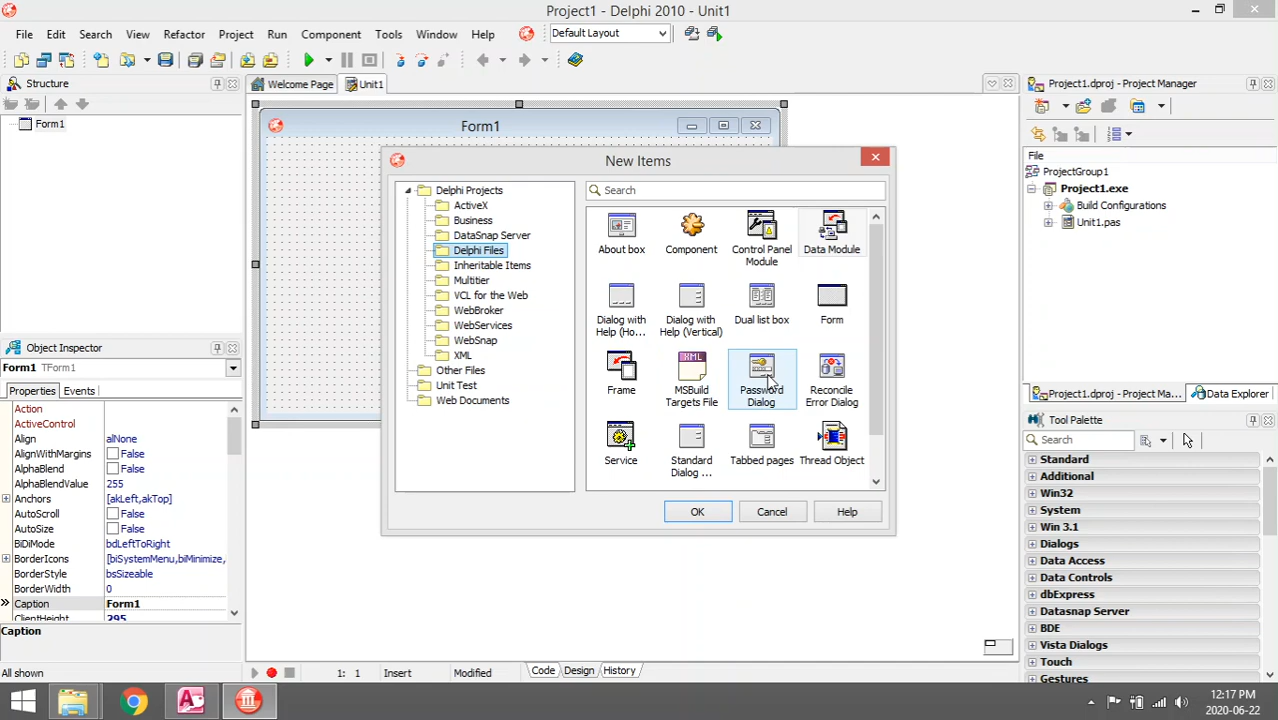 Project1 - Delphi 2010 - Unit1
File Edit Search View Refactor Project Run Component Tools Window Help Default Layout
Structure
Welcome Page Unit1
Project1.dproj - Project Manager
Form1
Form1
New Items
Delphi Projects
ActiveX
Business
DataSnap Server
Delphi Files
Inheritable Items
Multitier
VCL for the Web
WebBroker
WebServices
WebSnap
XML
Other Files
Unit Test
Web Documents
Search
About box
Component
Control Panel
Module
Data Module
Dialog with
Help (Ho...
Dialog with
Help (Vertical)
Dual list box
Form
Frame
MSBuild
Targets File
Password
Dialog
Reconcile
Error Dialog
Service
Standard
Dialog ...
Tabbed pages
Thread Object
OK
Cancel
Help
File
ProjectGroup1
Project1.exe
Build Configurations
Unit1.pas
Project1.dproj - Project Ma... Data Explorer
Tool Palette
Search
Standard
Additional
Win32
System
Win 3.1
Dialogs
Data Access
Data Controls
dbExpress
Datasnap Server
BDE
Vista Dialogs
Touch
Gestures
Object Inspector
Form1 TForm1
Properties Events
Action
ActiveControl
Align alNone
AlignWithMargins False
AlphaBlend False
AlphaBlendValue 255
Anchors [akLeft,akTop]
AutoScroll False
AutoSize False
BiDiMode bdLeftToRight
BorderIcons [biSystemMenu,biMinimize,
BorderStyle bsSizeable
BorderWidth 0
Caption Form1
ClientHeight 295
Caption
All shown
1: 1 Insert Modified
Code Design History
12:17 PM
2020-06-22